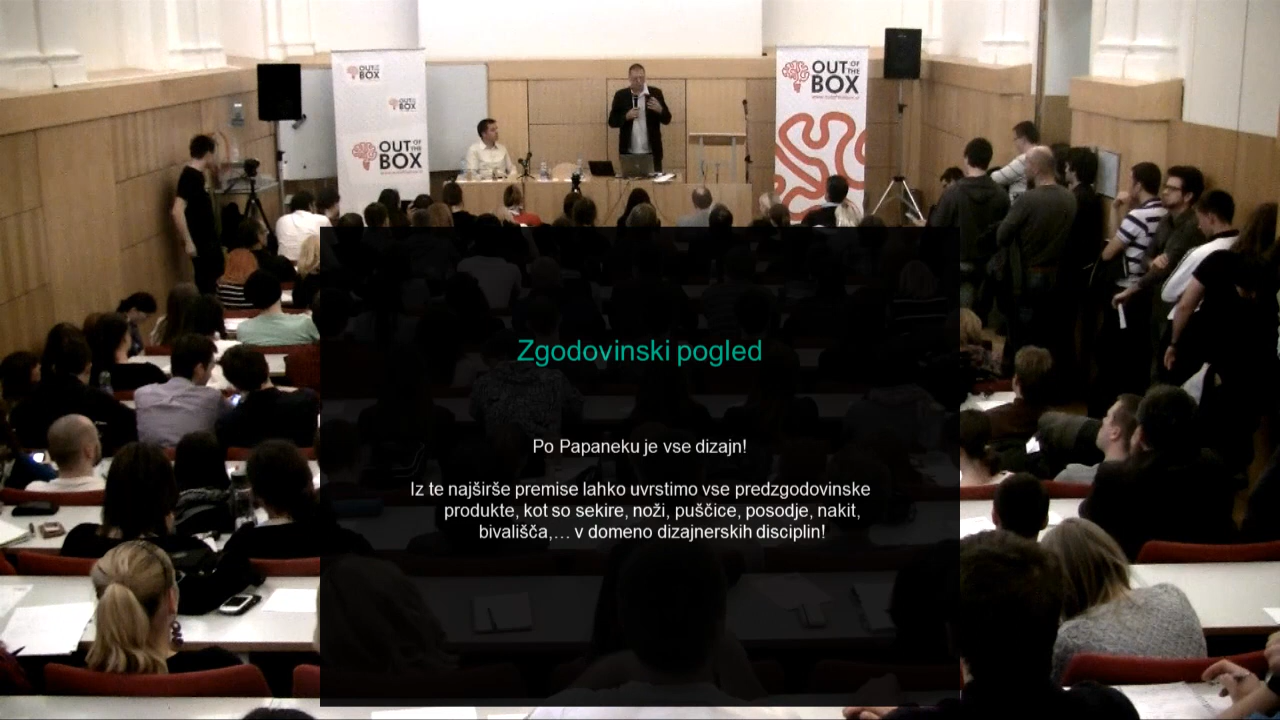 OUT OF THE BOX
OUT OF THE BOX
OUT OF THE BOX
OUT OF THE BOX
Zgodovinski pogled
Po Papaneku je vse dizajn!
Iz te najširše premise lahko uvrstimo vse predzgodovinske
produkte, kot so sekire, noži, puščice, posodje, nakit,
bivališča,… v domeno dizajnerskih disciplin!